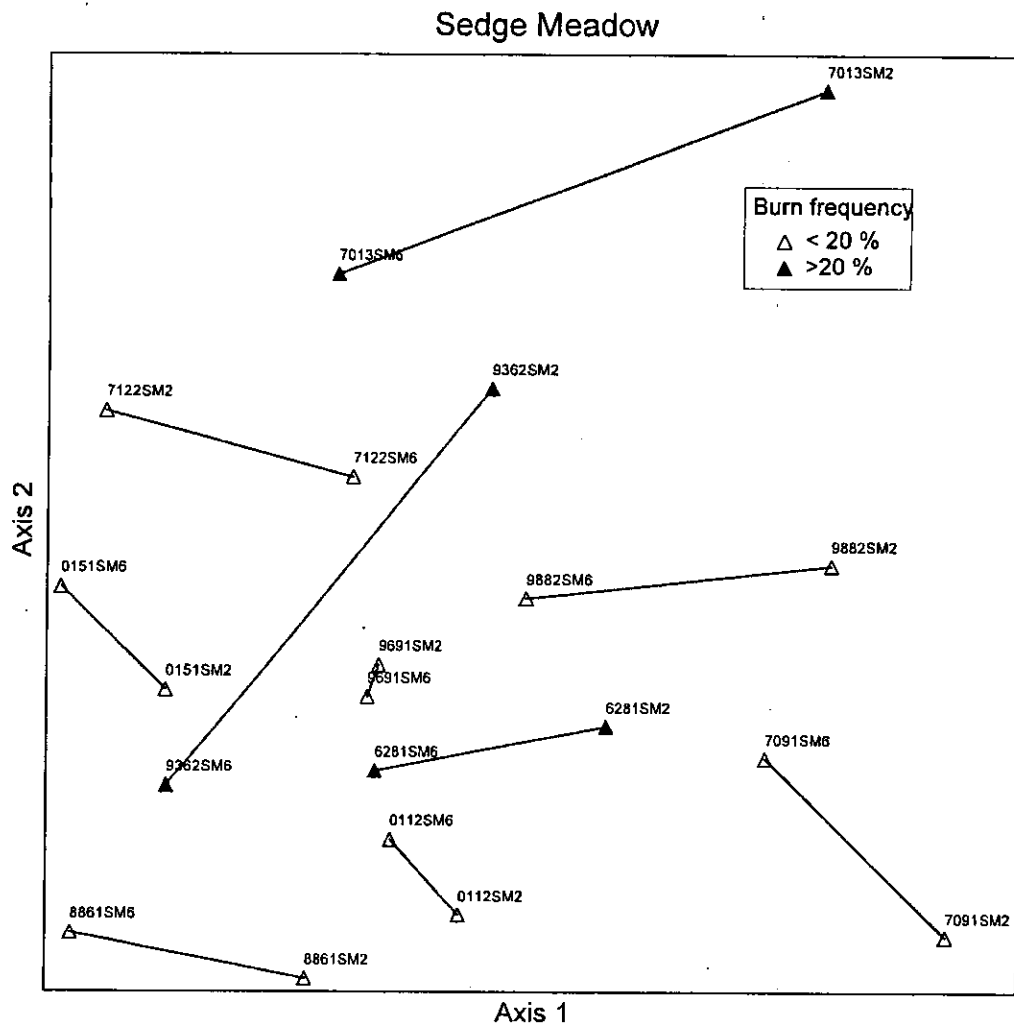 Sedge Meadow
7013SM2
Burn frequency
△ < 20 %
▲ >20 %
7013SM6
9362SM2
7122SM2
7122SM6
Axis 2
0151SM6
9882SM2
9882SM6
9691SM2
9691SM6
0151SM2
6281SM2
6281SM6
7091SM6
9362SM6
0112SM6
0112SM2
8861SM6
7091SM2
8861SM2
Axis 1